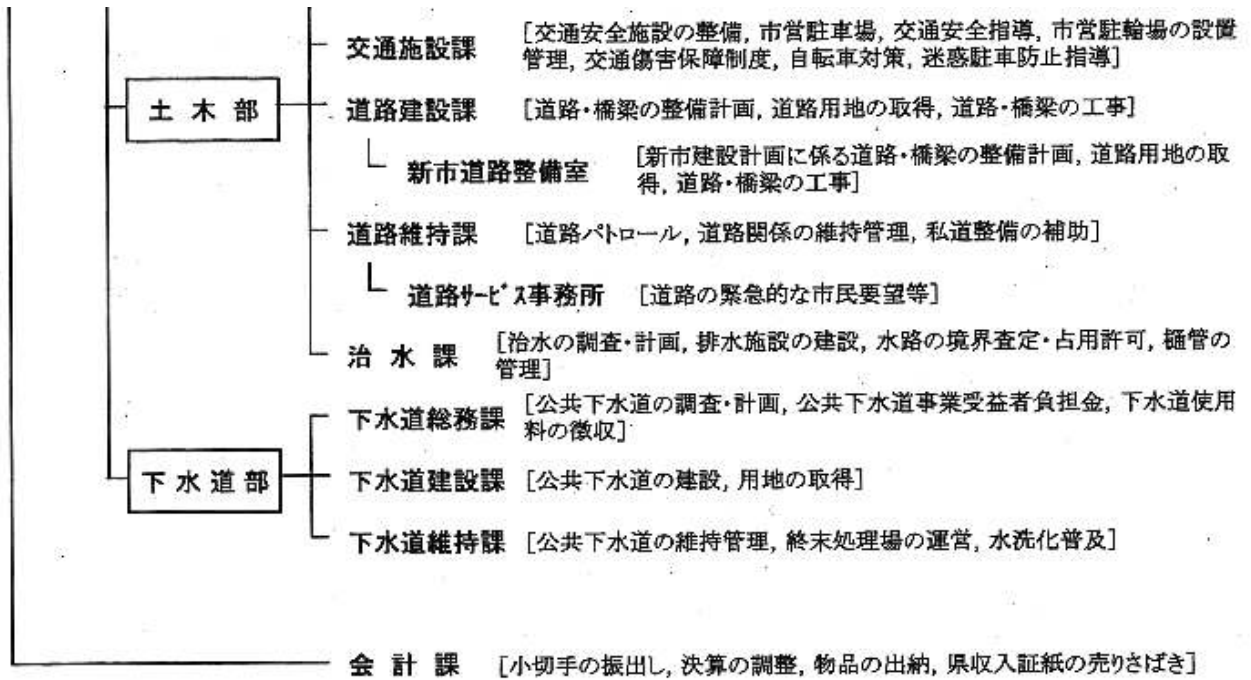 交通施設課 [交通安全施設の整備, 市営駐車場, 交通安全指導, 市営駐輪場の設置
管理, 交通傷害保障制度, 自転車対策, 迷惑駐車防止指導]
土木部 道路建設課 [道路・橋梁の整備計画, 道路用地の取得, 道路・橋梁の工事]
新市道路整備室 [新市建設計画に係る道路・橋梁の整備計画, 道路用地の取
得, 道路・橋梁の工事]
道路維持課 [道路パトロール, 道路関係の維持管理, 私道整備の補助]
道路サービス事務所 [道路の緊急的な市民要望等]
治水課 [治水の調査・計画, 排水施設の建設, 水路の境界査定・占用許可, 樋管の
管理]
下水道総務課 [公共下水道の調査・計画, 公共下水道事業受益者負担金, 下水道使用
料の徴収]
下水道部 下水道建設課 [公共下水道の建設, 用地の取得]
下水道維持課 [公共下水道の維持管理, 終末処理場の運営, 水洗化普及]
会計課 [小切手の振出し, 決算の調整, 物品の出納, 県収入証紙の売りさばき]